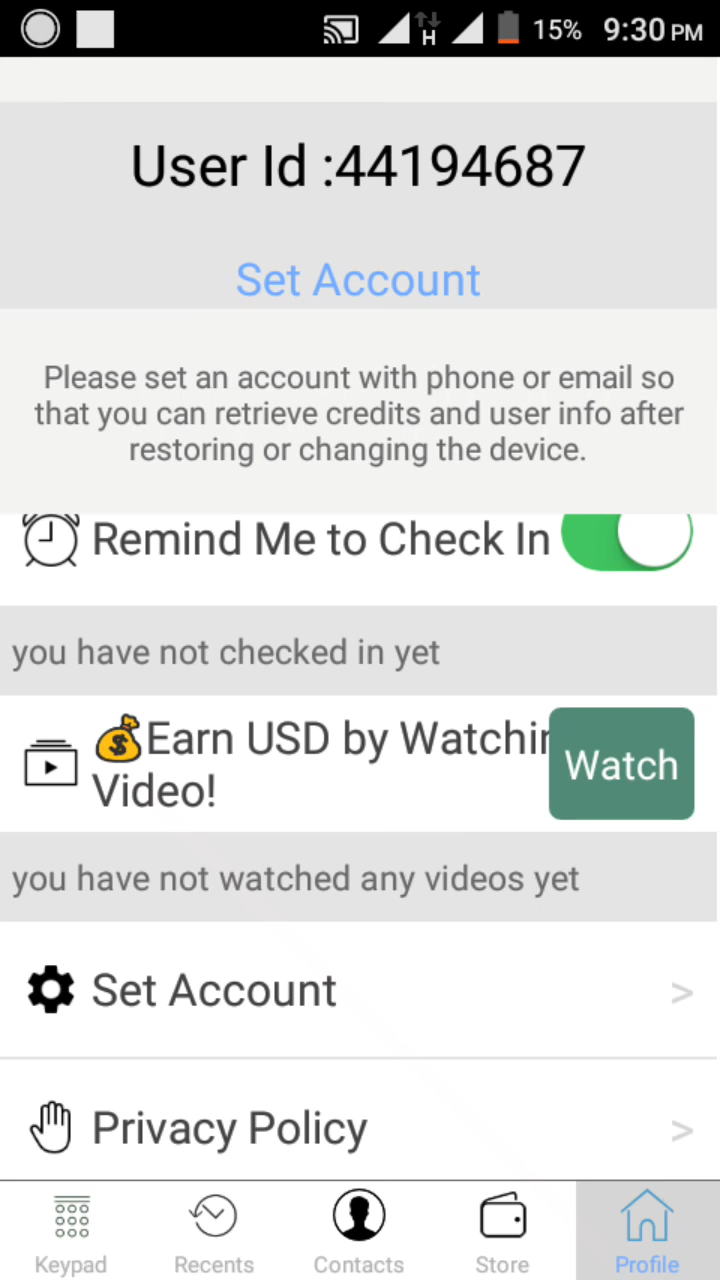 H 15% 9:30 PM
User Id :44194687
Set Account
Please set an account with phone or email so
that you can retrieve credits and user info after
restoring or changing the device.
Remind Me to Check In
you have not checked in yet
💰Earn USD by Watchin
Video!
Watch
you have not watched any videos yet
Set Account >
Privacy Policy >
Keypad Recents Contacts Store Profile